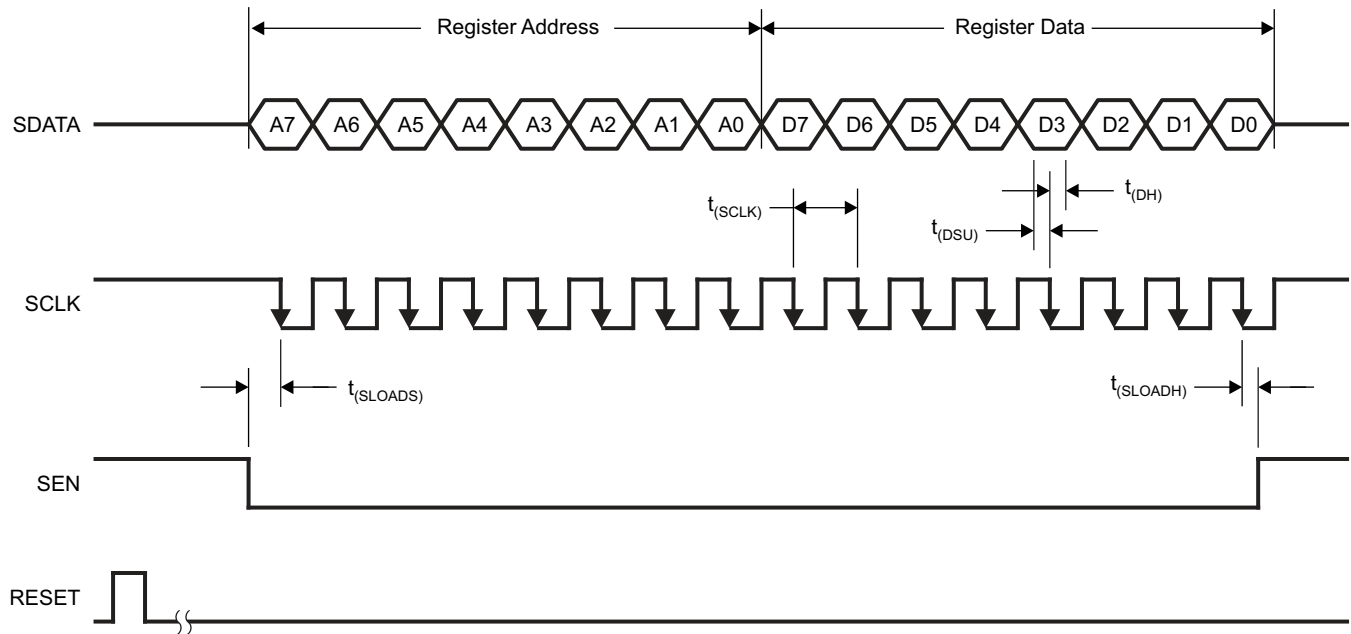 Register Address
Register Data
SDATA
A7 A6 A5 A4 A3 A2 A1 A0 D7 D6 D5 D4 D3 D2 D1 D0
t(SCLK)
t(DH)
t(DSU)
SCLK
t(SLOADS)
t(SLOADH)
SEN
RESET